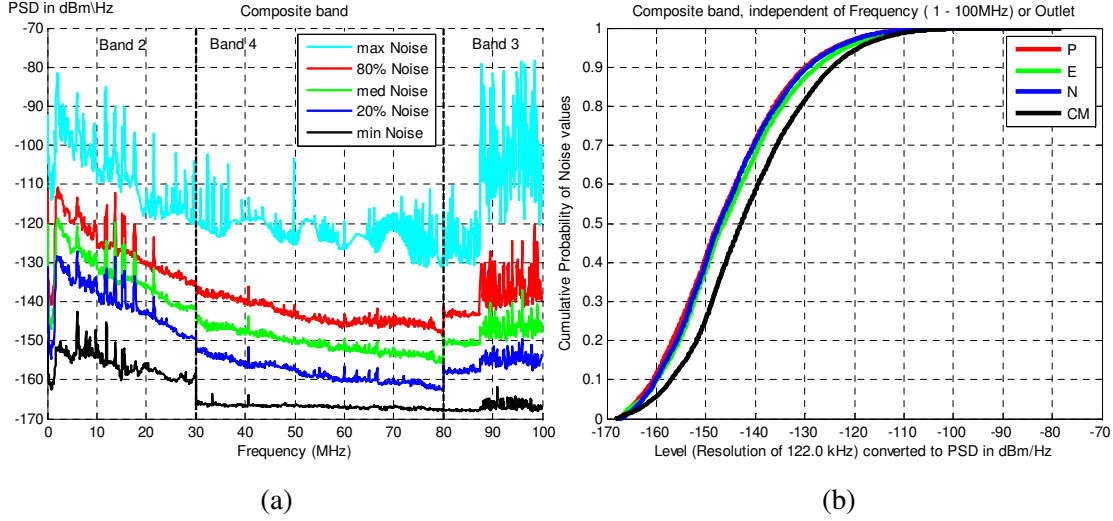 PSD in dBm\Hz
Composite band
-70
-80
-90
-100
-110
-120
-130
-140
-150
-160
-170
Band 2
Band 4
Band 3
max Noise
80% Noise
med Noise
20% Noise
min Noise
0 10 20 30 40 50 60 70 80 90 100
Frequency (MHz)
(a)
Composite band, independent of Frequency ( 1 - 100MHz) or Outlet
Cumulative Probability of Noise values
1
0.9
0.8
0.7
0.6
0.5
0.4
0.3
0.2
0.1
0
P
E
N
CM
-170 -160 -150 -140 -130 -120 -110 -100 -90 -80 -70
Level (Resolution of 122.0 kHz) converted to PSD in dBm/Hz
(b)